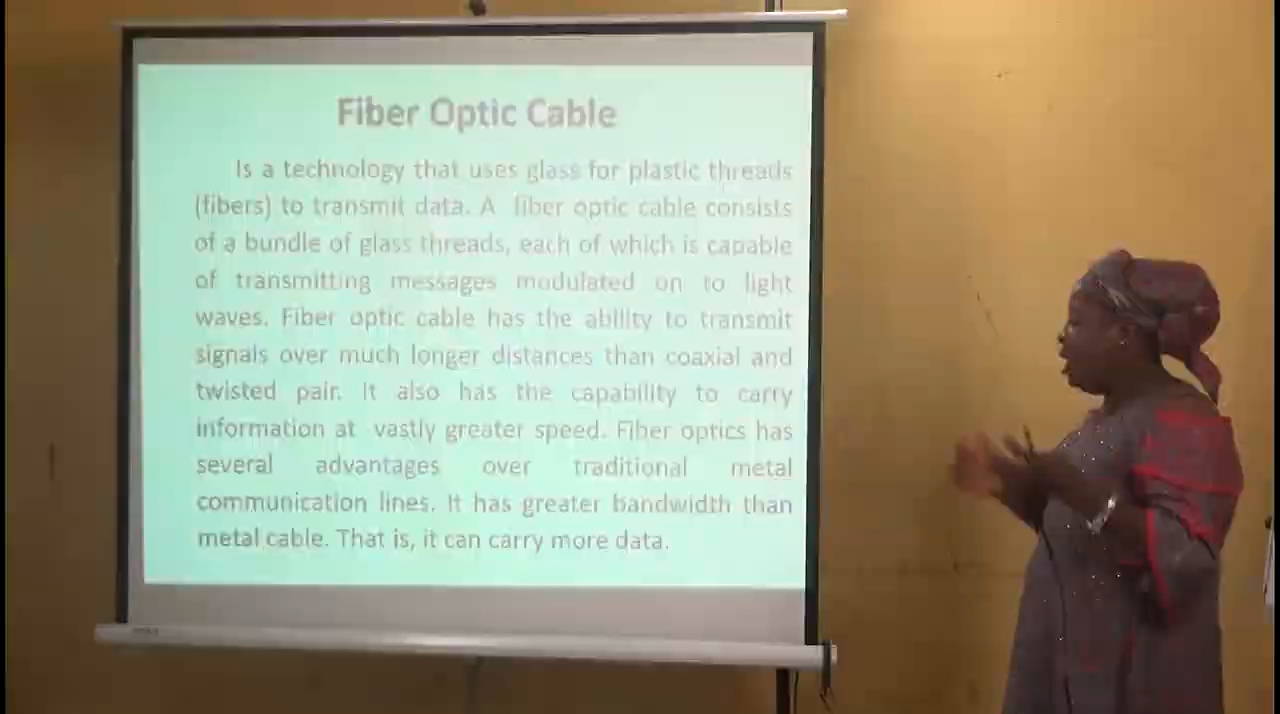 Fiber Optic Cable
Is a technology that uses glass for plastic threads
(fibers) to transmit data. A fiber optic cable consists
of a bundle of glass threads, each of which is capable
of transmitting messages modulated on to light
waves. Fiber optic cable has the ability to transmit
signals over much longer distances than coaxial and
twisted pair. It also has the capability to carry
information at vastly greater speed. Fiber optics has
several advantages over traditional metal
communication lines. It has greater bandwidth than
metal cable. That is, it can carry more data.